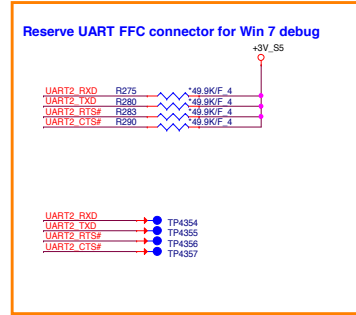 Reserve UART FFC connector for Win 7 debug
+3V_S5
UART2_RXD R275 *49.9K/F_4
UART2_TXD R280 *49.9K/F_4
UART2_RTS# R283 *49.9K/F_4
UART2_CTS# R290 *49.9K/F_4
UART2_RXD TP4354
UART2_TXD TP4355
UART2_RTS# TP4356
UART2_CTS# TP4357